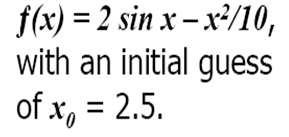 f(x) = 2 sin x – x²/10,
with an initial guess
of x₀ = 2.5.